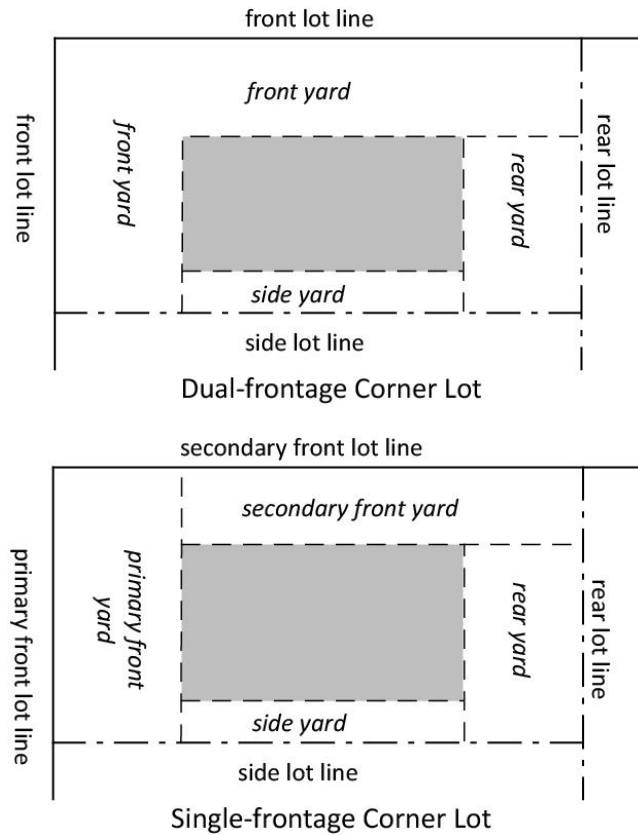 front lot line
front yard
front lot line
front yard
rear yard
rear lot line
side yard
side lot line
Dual-frontage Corner Lot
secondary front lot line
secondary front yard
primary front lot line
primary front
yard
rear yard
rear lot line
side yard
side lot line
Single-frontage Corner Lot